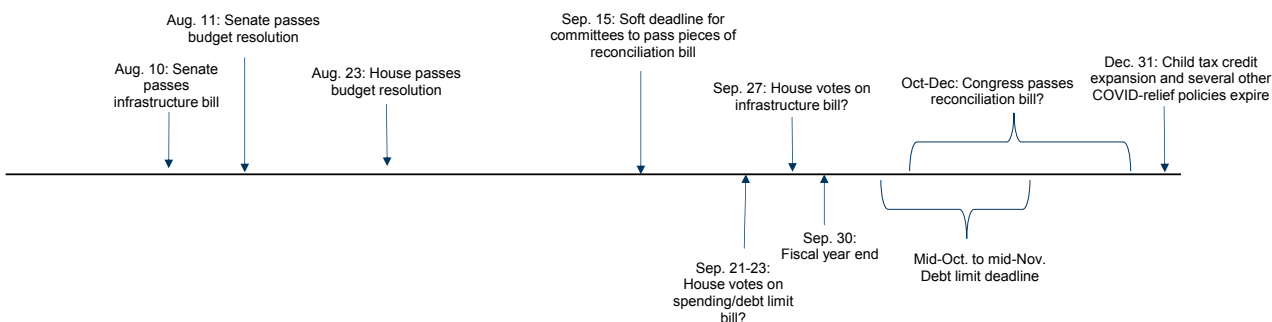 Aug. 11: Senate passes
budget resolution
Aug. 10: Senate
passes
infrastructure bill
Aug. 23: House passes
budget resolution
Sep. 15: Soft deadline for
committees to pass pieces of
reconciliation bill
Sep. 27: House votes on
infrastructure bill?
Oct-Dec: Congress passes
reconciliation bill?
Dec. 31: Child tax credit
expansion and several other
COVID-relief policies expire
Sep. 21-23:
House votes on
spending/debt limit
bill?
Sep. 30:
Fiscal year end
Mid-Oct. to mid-Nov.
Debt limit deadline